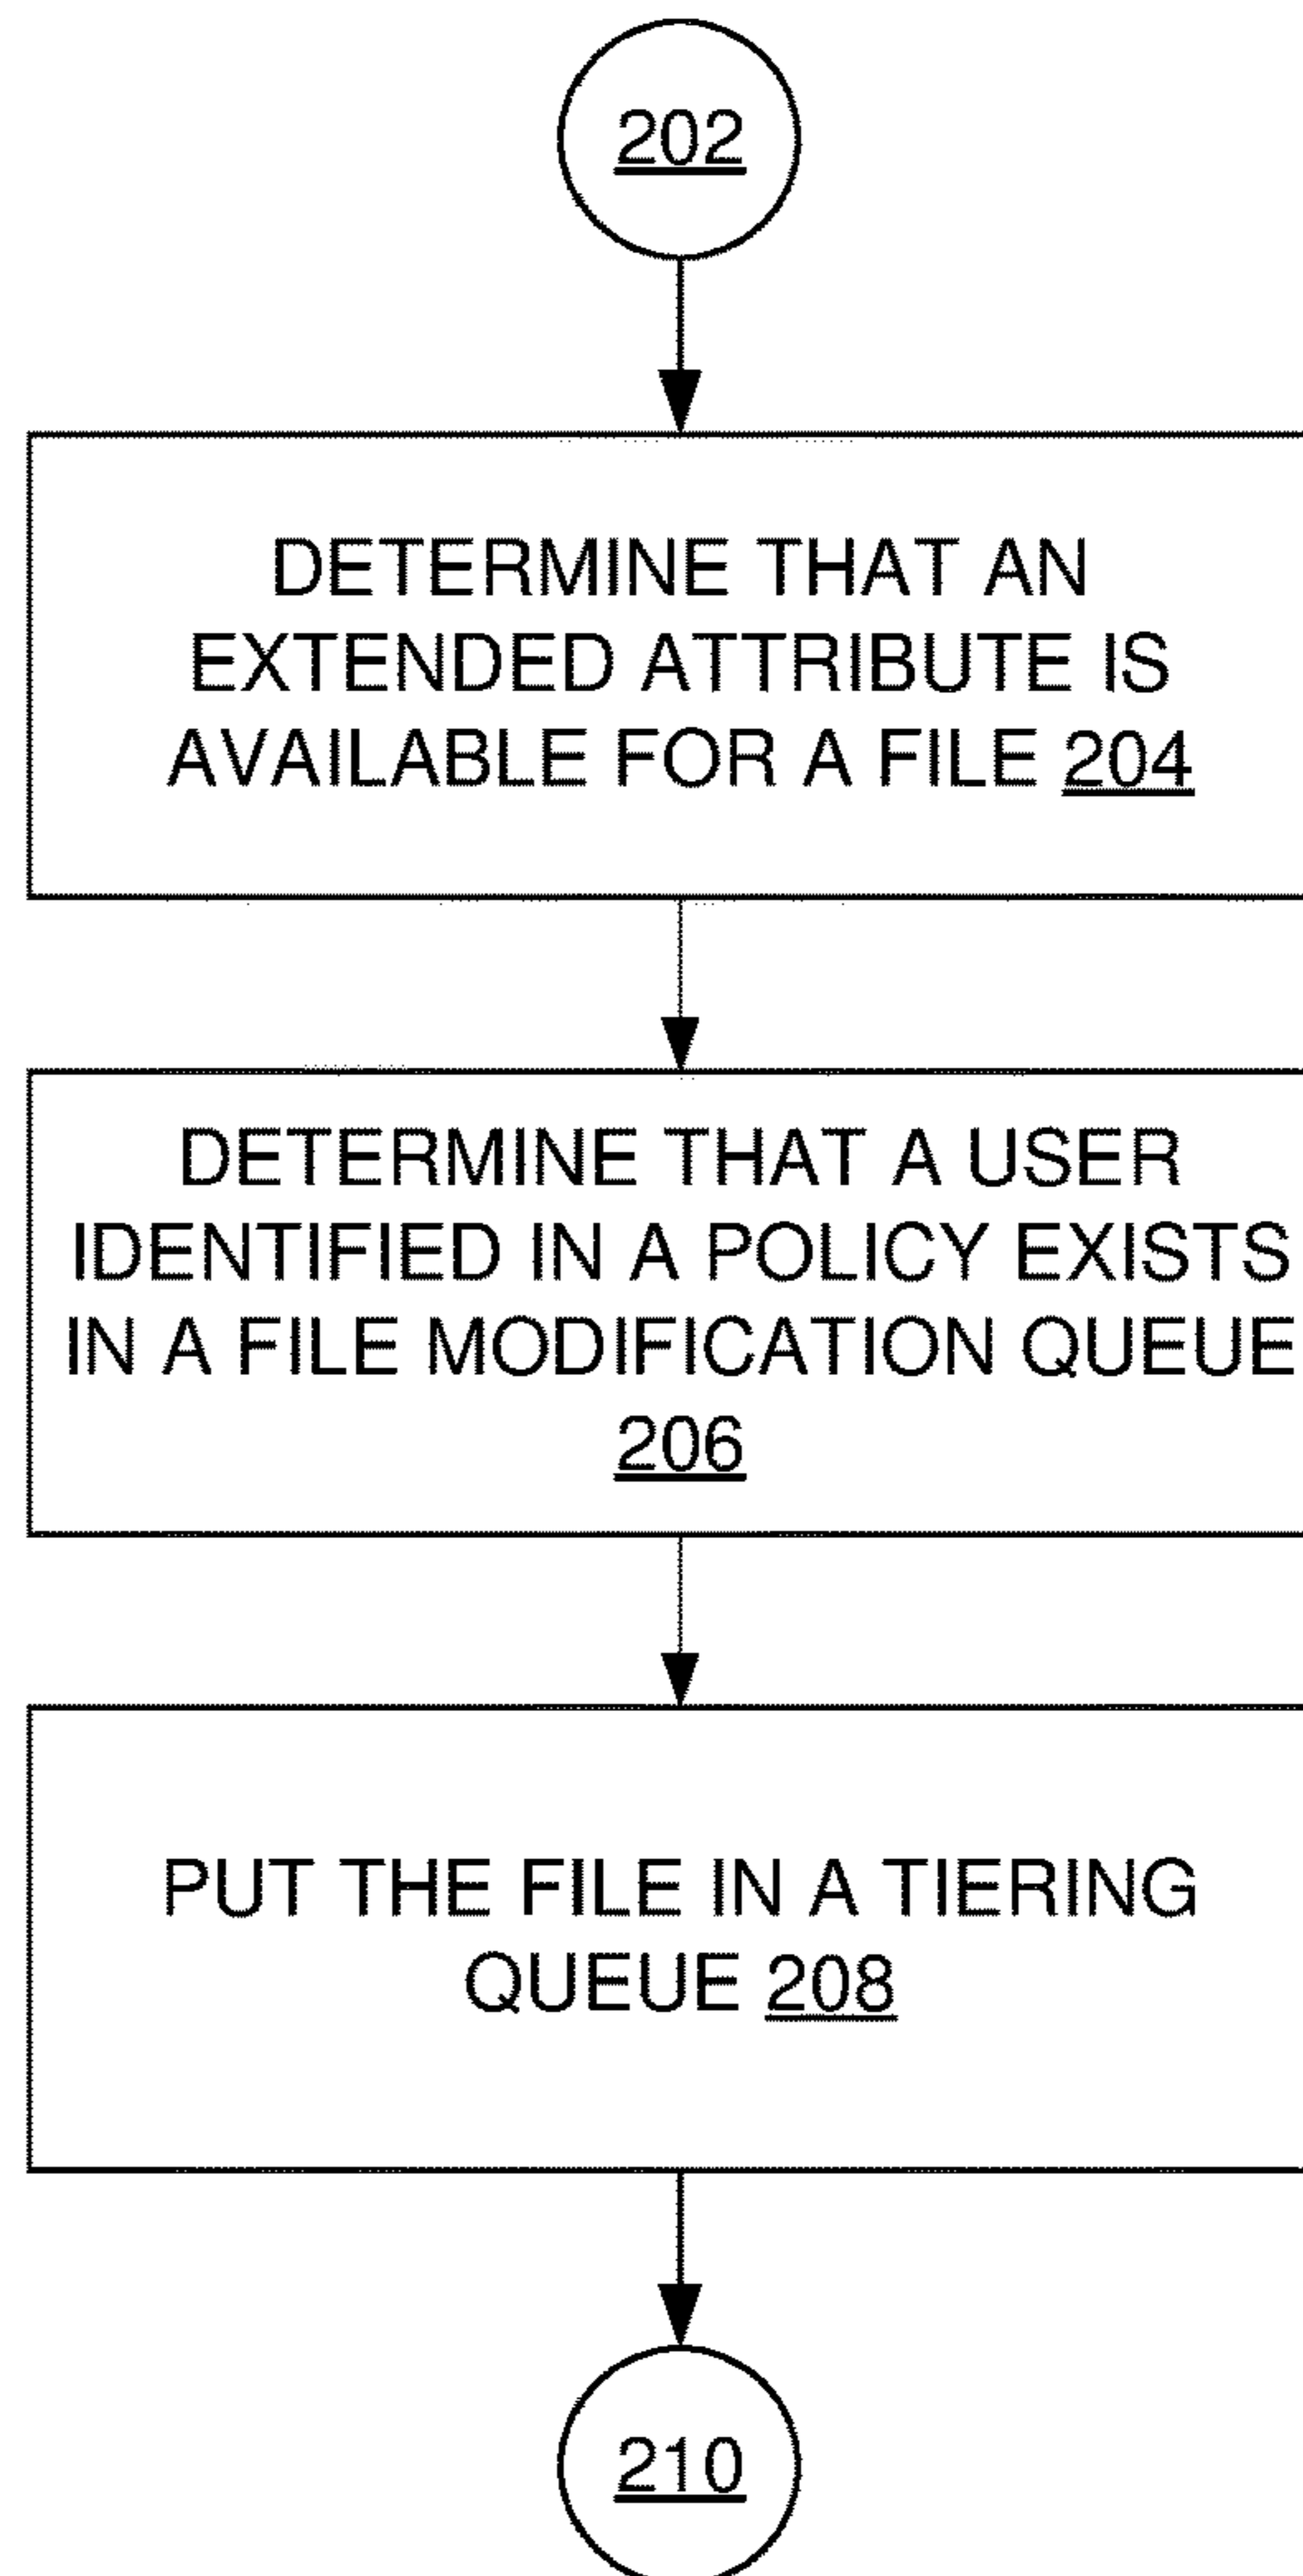 202
DETERMINE THAT AN
EXTENDED ATTRIBUTE IS
AVAILABLE FOR A FILE 204
DETERMINE THAT A USER
IDENTIFIED IN A POLICY EXISTS
IN A FILE MODIFICATION QUEUE
206
PUT THE FILE IN A TIERING
QUEUE 208
210